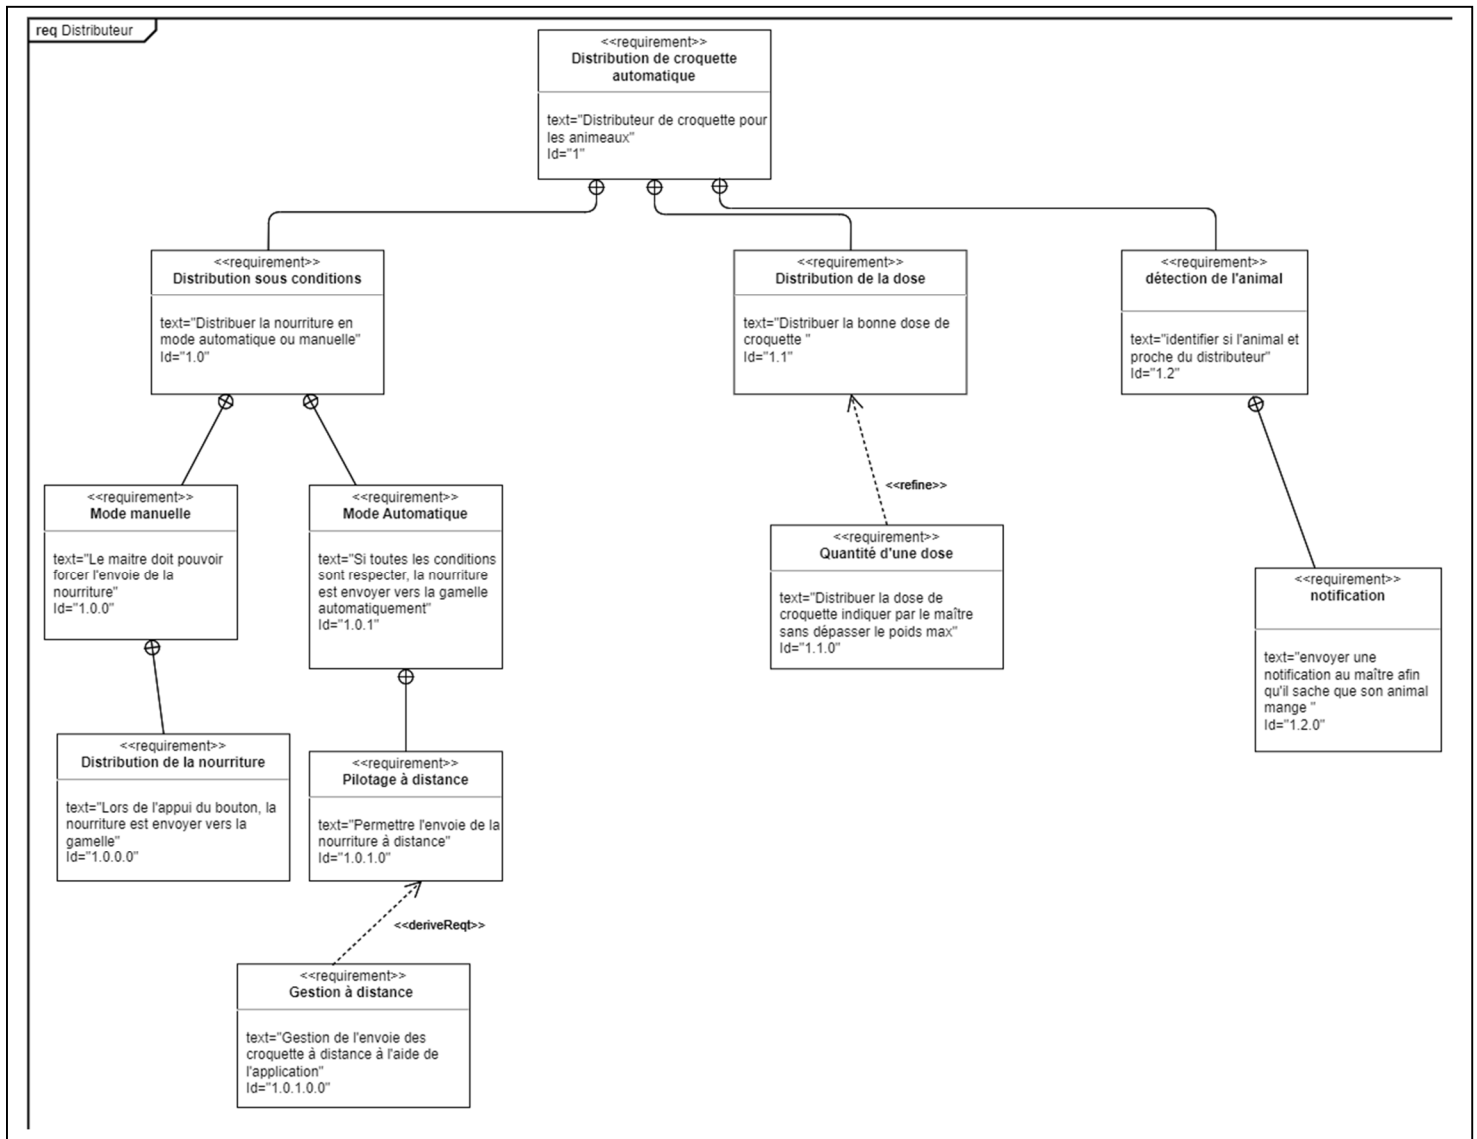 req Distributeur
<<requirement>>
Distribution de croquette
automatique
text="Distributeur de croquette pour
les animeaux"
Id="1"
<<requirement>>
Distribution sous conditions
text="Distribuer la nourriture en
mode automatique ou manuelle"
Id="1.0"
<<requirement>>
Distribution de la dose
text="Distribuer la bonne dose de
croquette "
Id="1.1"
<<requirement>>
détection de l'animal
text="identifier si l'animal et
proche du distributeur"
Id="1.2"
<<requirement>>
Mode manuelle
text="Le maitre doit pouvoir
forcer l'envoie de la
nourriture"
Id="1.0.0"
<<requirement>>
Mode Automatique
text="Si toutes les conditions
sont respecter, la nourriture
est envoyer vers la gamelle
automatiquement"
Id="1.0.1"
<<refine>>
<<requirement>>
Quantité d'une dose
text="Distribuer la dose de
croquette indiquer par le maître
sans dépasser le poids max"
Id="1.1.0"
<<requirement>>
notification
text="envoyer une
notification au maître afin
qu'il sache que son animal
mange "
Id="1.2.0"
<<requirement>>
Distribution de la nourriture
text="Lors de l'appui du bouton, la
nourriture est envoyer vers la
gamelle"
Id="1.0.0.0"
<<requirement>>
Pilotage à distance
text="Permettre l'envoie de la
nourriture à distance"
Id="1.0.1.0"
<<deriveReqt>>
<<requirement>>
Gestion à distance
text="Gestion de l'envoie des
croquette à distance à l'aide de
l'application"
Id="1.0.1.0.0"